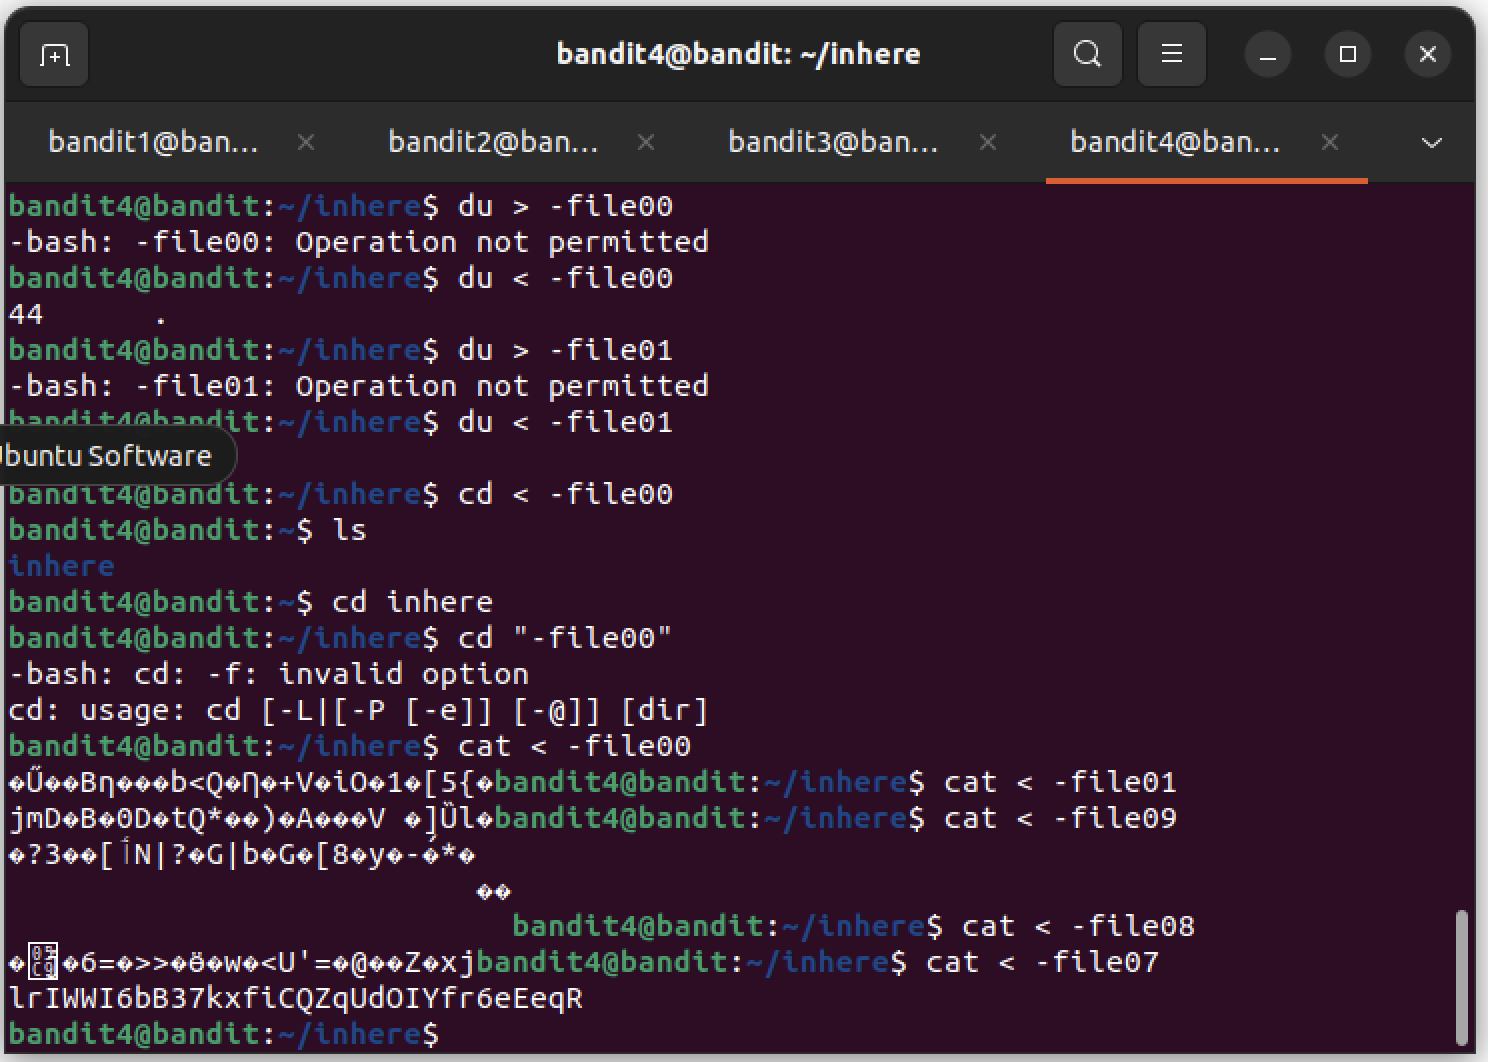 bandit4@bandit: ~/inhere
bandit1@ban... bandit2@ban... bandit3@ban... bandit4@ban...
bandit4@bandit:~/inhere$ du > -file00
-bash: -file00: Operation not permitted
bandit4@bandit:~/inhere$ du < -file00
44 .
bandit4@bandit:~/inhere$ du > -file01
-bash: -file01: Operation not permitted
bandit4@bandit:~/inhere$ du < -file01
Ubuntu Software
bandit4@bandit:~/inhere$ cd < -file00
bandit4@bandit:~$ ls
inhere
bandit4@bandit:~$ cd inhere
bandit4@bandit:~/inhere$ cd "-file00"
-bash: cd: -f: invalid option
cd: usage: cd [-L|[-P [-e]] [-@]] [dir]
bandit4@bandit:~/inhere$ cat < -file00
�Ű��Bη���b<Q�Ƞ�+V�iO�1�[5{�bandit4@bandit:~/inhere$ cat < -file01
jmD�B�0D�tQ*��)�A���V �]Ȕl�bandit4@bandit:~/inhere$ cat < -file09
�?3��[ N|?�G|b�G�[8�y�-�*�
��
bandit4@bandit:~/inhere$ cat < -file08
� �6=�>>�ӫ�w�<U'=�@��Z�xjbandit4@bandit:~/inhere$ cat < -file07
lrIWWI6bB37kxfiCQZqUdOIYfr6eEeqR
bandit4@bandit:~/inhere$